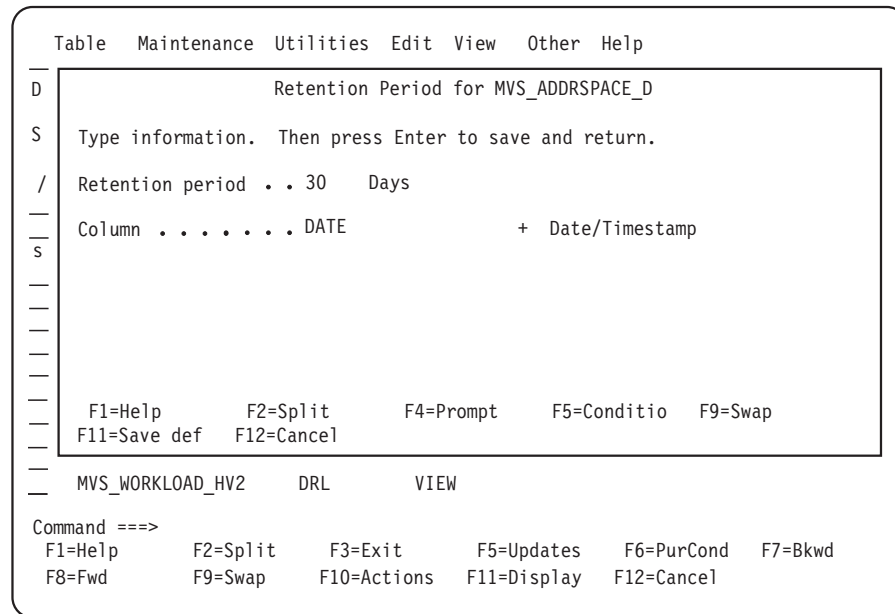 Table Maintenance Utilities Edit View Other Help
D Retention Period for MVS_ADDRSPACE_D
S Type information. Then press Enter to save and return.
/ Retention period . . 30 Days
Column . . . . . . . DATE + Date/Timestamp
s
F1=Help F2=Split F4=Prompt F5=Conditio F9=Swap
F11=Save def F12=Cancel
MVS_WORKLOAD_HV2 DRL VIEW
Command ===>
F1=Help F2=Split F3=Exit F5=Updates F6=PurCond F7=Bkwd
F8=Fwd F9=Swap F10=Actions F11=Display F12=Cancel